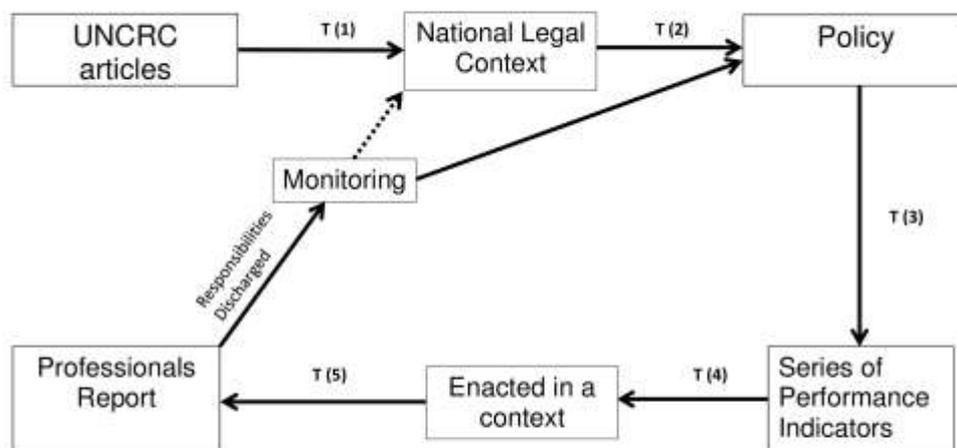 UNCRC
articles
T (1)
National Legal
Context
T (2)
Policy
Monitoring
T (3)
Responsibilities
Discharged
Professionals
Report
T (5)
Enacted in a
context
T (4)
Series of
Performance
Indicators